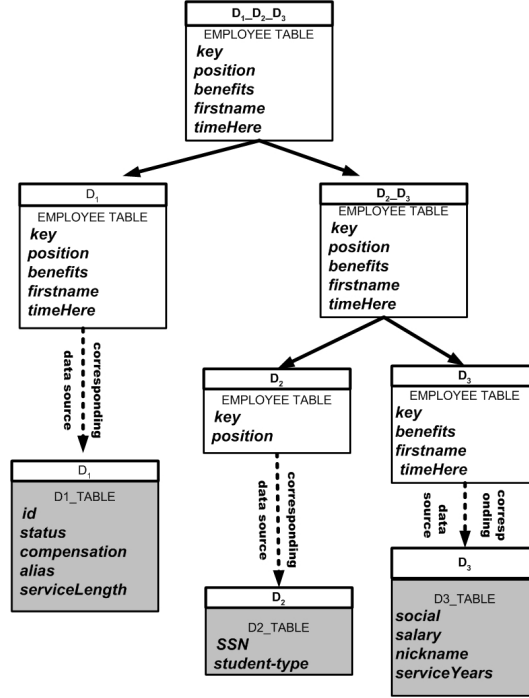 D₁_D₂_D₃
EMPLOYEE TABLE
key
position
benefits
firstname
timeHere
D₁
EMPLOYEE TABLE
key
position
benefits
firstname
timeHere
D₂_D₃
EMPLOYEE TABLE
key
position
benefits
firstname
timeHere
corresponding
data source
D₂
EMPLOYEE TABLE
key
position
D₃
EMPLOYEE TABLE
key
benefits
firstname
timeHere
D₁
D1_TABLE
id
status
compensation
alias
serviceLength
corresponding
data source
corresp
onding
data
source
D₂
D2_TABLE
SSN
student-type
D₃
D3_TABLE
social
salary
nickname
serviceYears